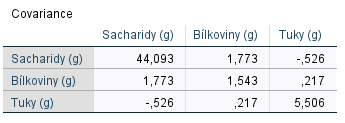 Covariance
Sacharidy (g) Bílkoviny (g) Tuky (g)
Sacharidy (g) 44,093 1,773 -,526
Bílkoviny (g) 1,773 1,543 ,217
Tuky (g) -,526 ,217 5,506